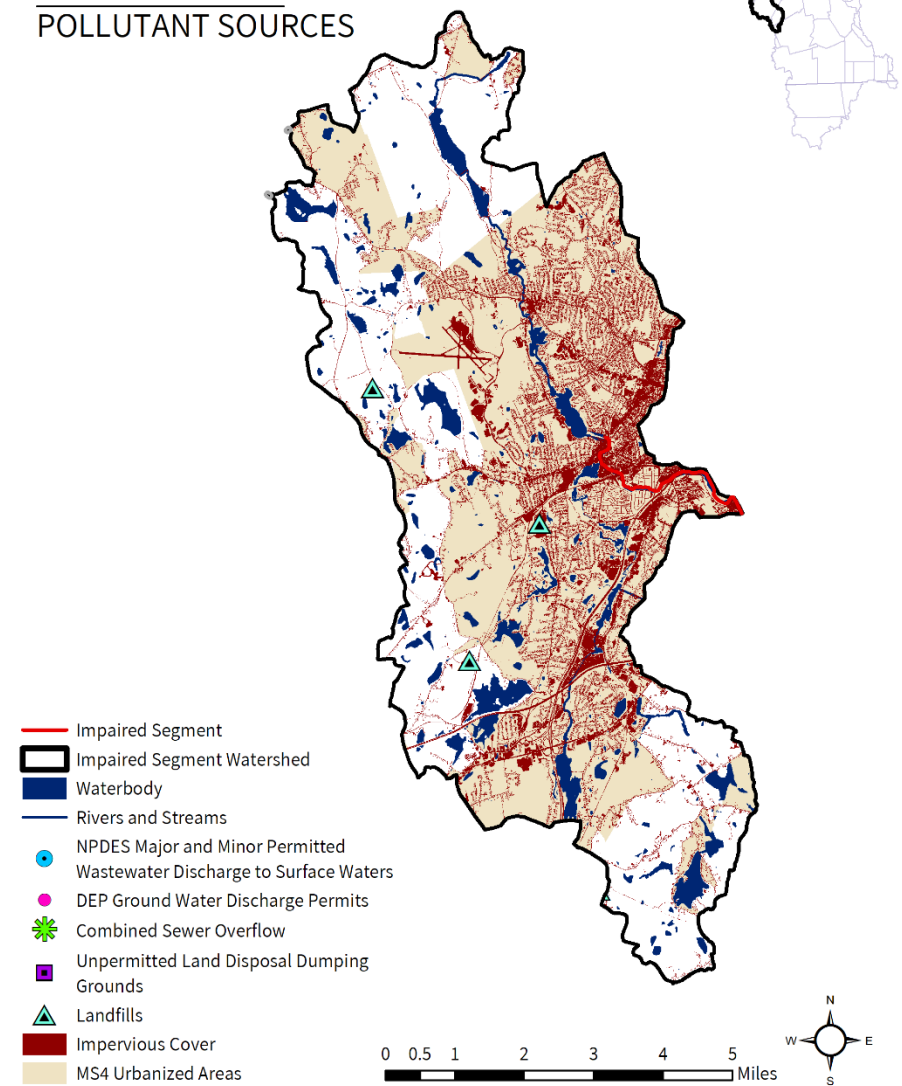 POLLUTANT SOURCES
Impaired Segment
Impaired Segment Watershed
Waterbody
Rivers and Streams
NPDES Major and Minor Permitted
Wastewater Discharge to Surface Waters
DEP Ground Water Discharge Permits
Combined Sewer Overflow
Unpermitted Land Disposal Dumping
Grounds
Landfills
Impervious Cover
MS4 Urbanized Areas
0 0.5 1 2 3 4 5
Miles
N
W E
S